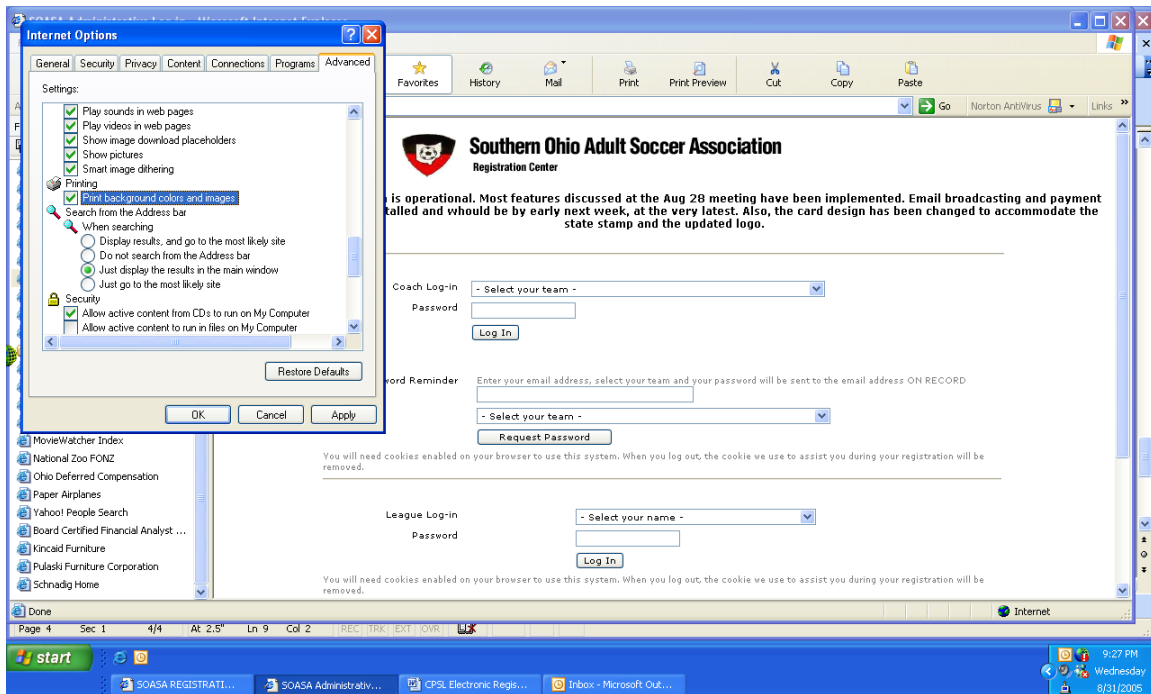 SOASA Administrative Log-in - Microsoft Internet Explorer
Internet Options
General Security Privacy Content Connections Programs Advanced
Settings:
Play sounds in web pages
Play videos in web pages
Show image download placeholders
Show pictures
Smart image dithering
Printing
Print background colors and images
Search from the Address bar
When searching
Display results, and go to the most likely site
Do not search from the Address bar
Just display the results in the main window
Just go to the most likely site
Security
Allow active content from CDs to run on My Computer
Allow active content to run in files on My Computer
Restore Defaults
OK Cancel Apply
Favorites History Mail Print Print Preview Cut Copy Paste
Go Norton AntiVirus Links »
Southern Ohio Adult Soccer Association
Registration Center
is operational. Most features discussed at the Aug 28 meeting have been implemented. Email broadcasting and payment
talled and whould be by early next week, at the very latest. Also, the card design has been changed to accommodate the
state stamp and the updated logo.
Coach Log-in - Select your team -
Password
Log In
word Reminder Enter your email address, select your team and your password will be sent to the email address ON RECORD
- Select your team -
Request Password
You will need cookies enabled on your browser to use this system. When you log out, the cookie we use to assist you during your registration will be
removed.
League Log-in - Select your name -
Password
Log In
You will need cookies enabled on your browser to use this system. When you log out, the cookie we use to assist you during your registration will be
removed.
MovieWatcher Index
National Zoo FONZ
Ohio Deferred Compensation
Paper Airplanes
Yahoo! People Search
Board Certified Financial Analyst ...
Kincaid Furniture
Pulaski Furniture Corporation
Schnadig Home
Done Internet
Page 4 Sec 1 4/4 At 2.5" Ln 9 Col 2 REC TRK EXT OVR
start
SOASA REGISTRATI... SOASA Administrativ... CPSL Electronic Regis... Inbox - Microsoft Out...
9:27 PM
Wednesday
8/31/2005